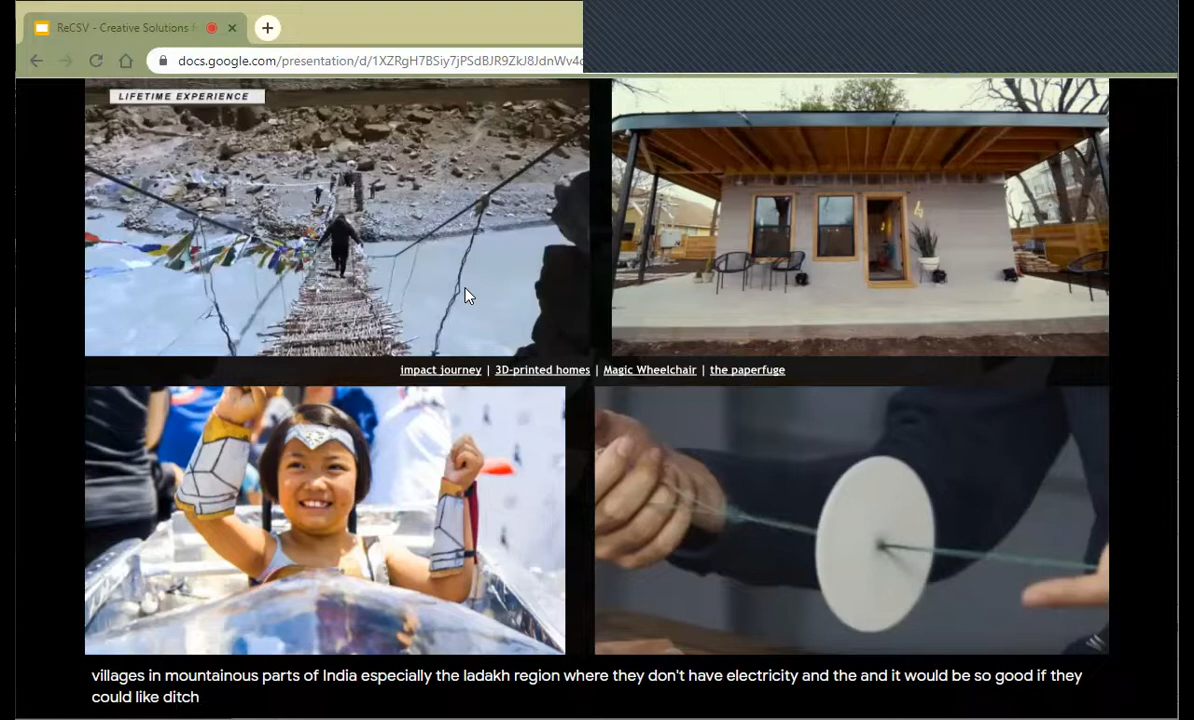 ReCSV - Creative Solutions f
docs.google.com/presentation/d/1XZRgH7BSiy7jPSdBJR9ZkJ8JdnWv4c
LIFETIME EXPERIENCE
impact journey | 3D-printed homes | Magic Wheelchair | the paperfuge
villages in mountainous parts of India especially the ladakh region where they don't have electricity and the and it would be so good if they
could like ditch